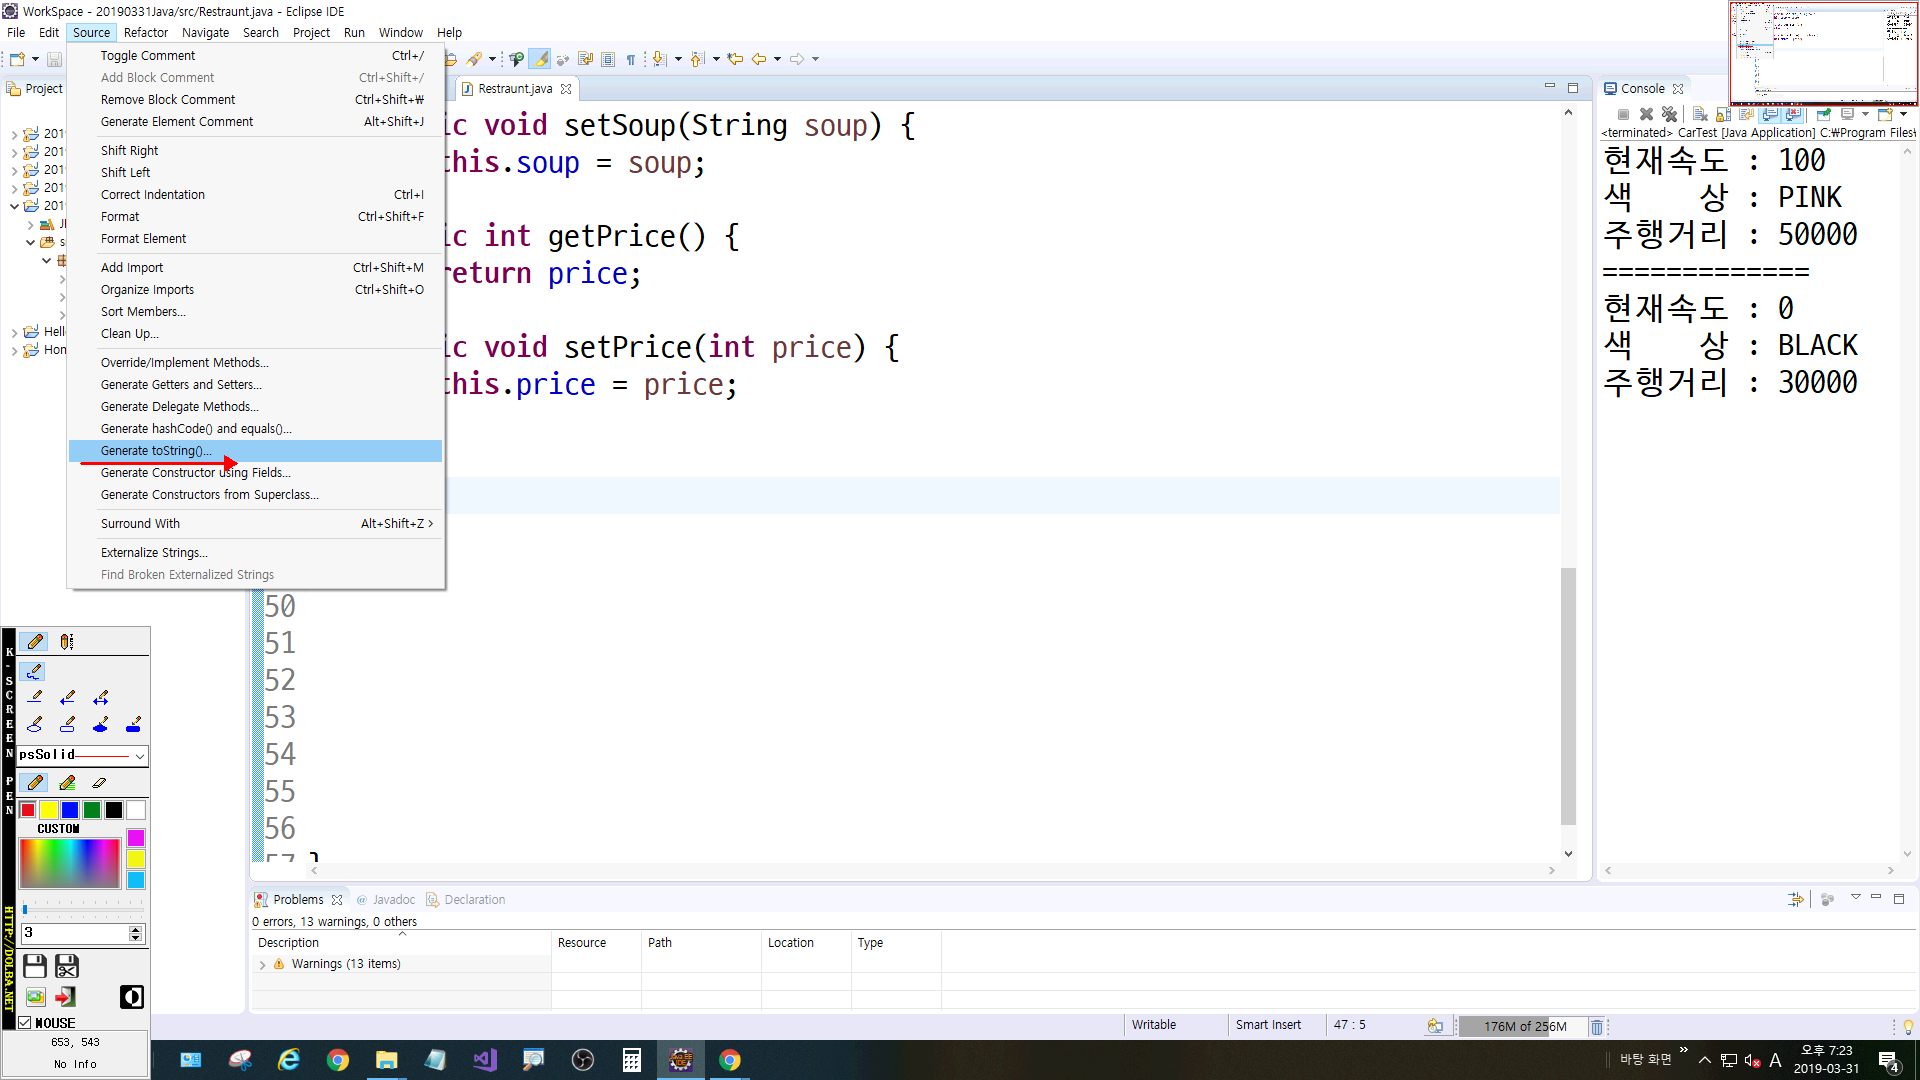 WorkSpace - 20190331Java/src/Restraunt.java - Eclipse IDE
File Edit Source Refactor Navigate Search Project Run Window Help
Toggle Comment Ctrl+/
Add Block Comment Ctrl+Shift+/
Remove Block Comment Ctrl+Shift+₩
Generate Element Comment Alt+Shift+J
Shift Right
Shift Left
Correct Indentation Ctrl+I
Format Ctrl+Shift+F
Format Element
Add Import Ctrl+Shift+M
Organize Imports Ctrl+Shift+O
Sort Members...
Clean Up...
Override/Implement Methods...
Generate Getters and Setters...
Generate Delegate Methods...
Generate hashCode() and equals()...
Generate toString()...
Generate Constructor using Fields...
Generate Constructors from Superclass...
Surround With Alt+Shift+Z >
Externalize Strings...
Find Broken Externalized Strings
Project
201
201
201
201
201
Hell
Hon
Restraunt.java
ic void setSoup(String soup) {
this.soup = soup;
ic int getPrice() {
return price;
ic void setPrice(int price) {
this.price = price;
50
51
52
53
54
55
56
57 }
Console
<terminated> CarTest [Java Application] C:₩Program Files₩
현재속도 : 100
색 상 : PINK
주행거리 : 50000
=============
현재속도 : 0
색 상 : BLACK
주행거리 : 30000
Problems @ Javadoc Declaration
0 errors, 13 warnings, 0 others
Description Resource Path Location Type
Warnings (13 items)
Writable Smart Insert 47 : 5 176M of 256M
K-SCREEN PEN
HTTP://DOLBA.NET
psSolid
CUSTOM
3
MOUSE
653, 543
No Info
바탕 화면 » A 오후 7:23
2019-03-31
4